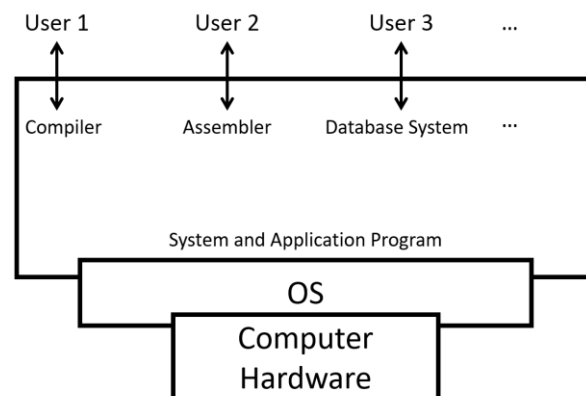 User 1 User 2 User 3 ...
Compiler Assembler Database System ...
System and Application Program
OS
Computer
Hardware